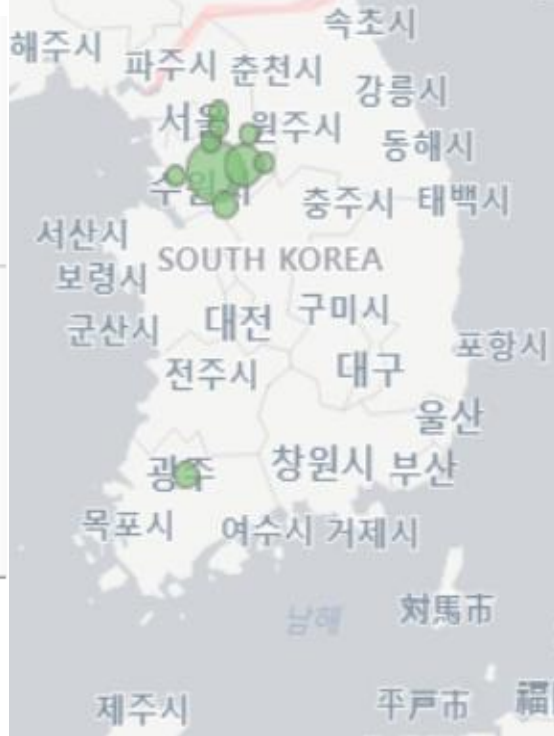 속초시
해주시
파주시 춘천시
강릉시
서울 원주시
동해시
수원시
충주시 태백시
서산시
SOUTH KOREA
보령시
구미시
대전
군산시
포항시
전주시 대구
울산
광주 창원시 부산
목포시 여수시 거제시
対馬市
남해
제주시 平戸市 福